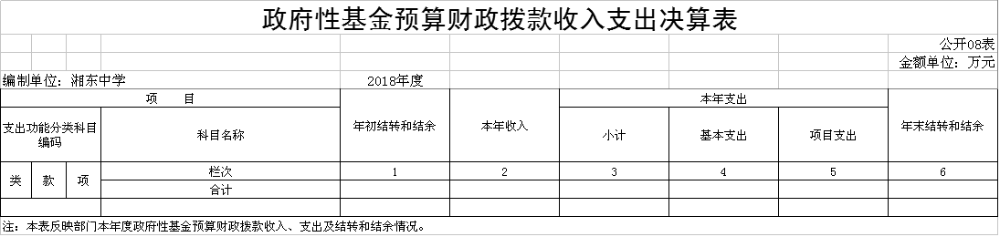 政府性基金预算财政拨款收入支出决算表
公开08表
金额单位：万元
编制单位：湘东中学 2018年度
项 目 年初结转和结余 本年收入 本年支出 年末结转和结余
支出功能分类科目编码 科目名称 小计 基本支出 项目支出
类 款 项 栏次 1 2 3 4 5 6
合计
注：本表反映部门本年度政府性基金预算财政拨款收入、支出及结转和结余情况。